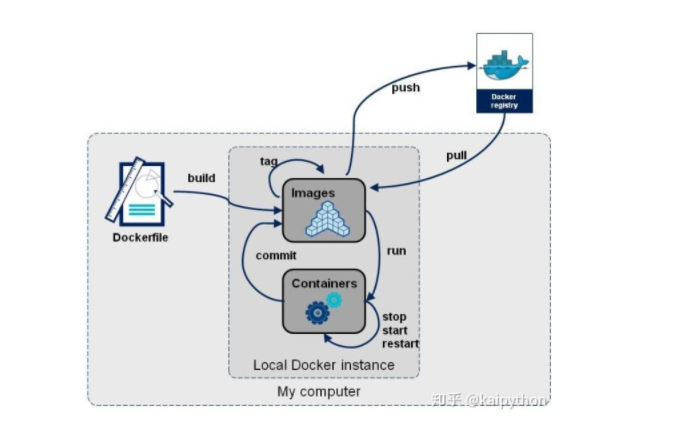 Docker
registry
push
pull
tag
build
Images
Dockerfile
commit
run
Containers
stop
start
restart
Local Docker instance
My computer
知乎 @kaipython